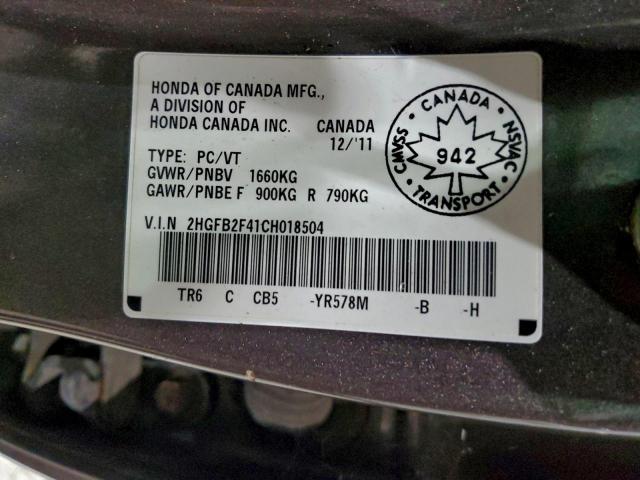 HONDA OF CANADA MFG.,
A DIVISION OF
HONDA CANADA INC. CANADA
12/'11
TYPE: PC/VT
GVWR/PNBV 1660KG
GAWR/PNBE F 900KG R 790KG
V.I.N 2HGFB2F41CH018504
TR6 C CB5 -YR578M -B -H
CANADA
CMVSS
942
NSVAC
TRANSPORT